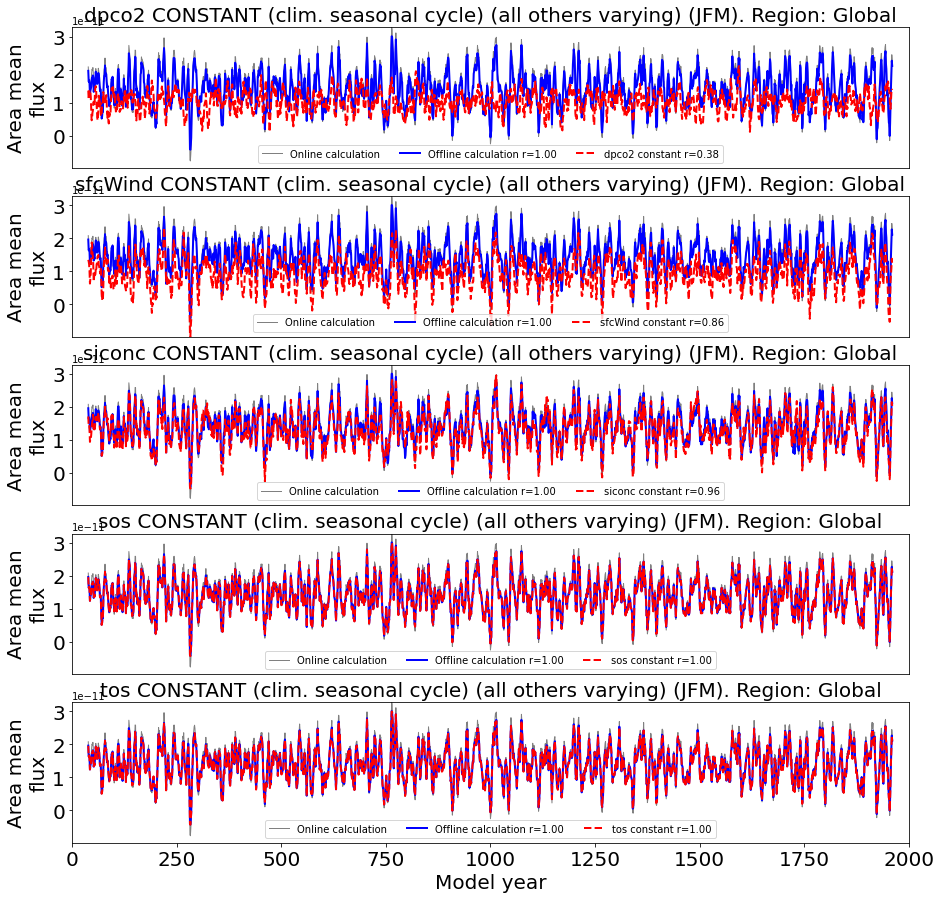 dpco2 CONSTANT (clim. seasonal cycle) (all others varying) (JFM). Region: Global
1e−11
3
2
1
0
Area mean
flux
Online calculation
Offline calculation r=1.00
dpco2 constant r=0.38
sfcWind CONSTANT (clim. seasonal cycle) (all others varying) (JFM). Region: Global
1e−11
3
2
1
0
Area mean
flux
Online calculation
Offline calculation r=1.00
sfcWind constant r=0.86
siconc CONSTANT (clim. seasonal cycle) (all others varying) (JFM). Region: Global
1e−11
3
2
1
0
Area mean
flux
Online calculation
Offline calculation r=1.00
siconc constant r=0.96
sos CONSTANT (clim. seasonal cycle) (all others varying) (JFM). Region: Global
1e−11
3
2
1
0
Area mean
flux
Online calculation
Offline calculation r=1.00
sos constant r=1.00
tos CONSTANT (clim. seasonal cycle) (all others varying) (JFM). Region: Global
1e−11
3
2
1
0
Area mean
flux
Online calculation
Offline calculation r=1.00
tos constant r=1.00
0 250 500 750 1000 1250 1500 1750 2000
Model year